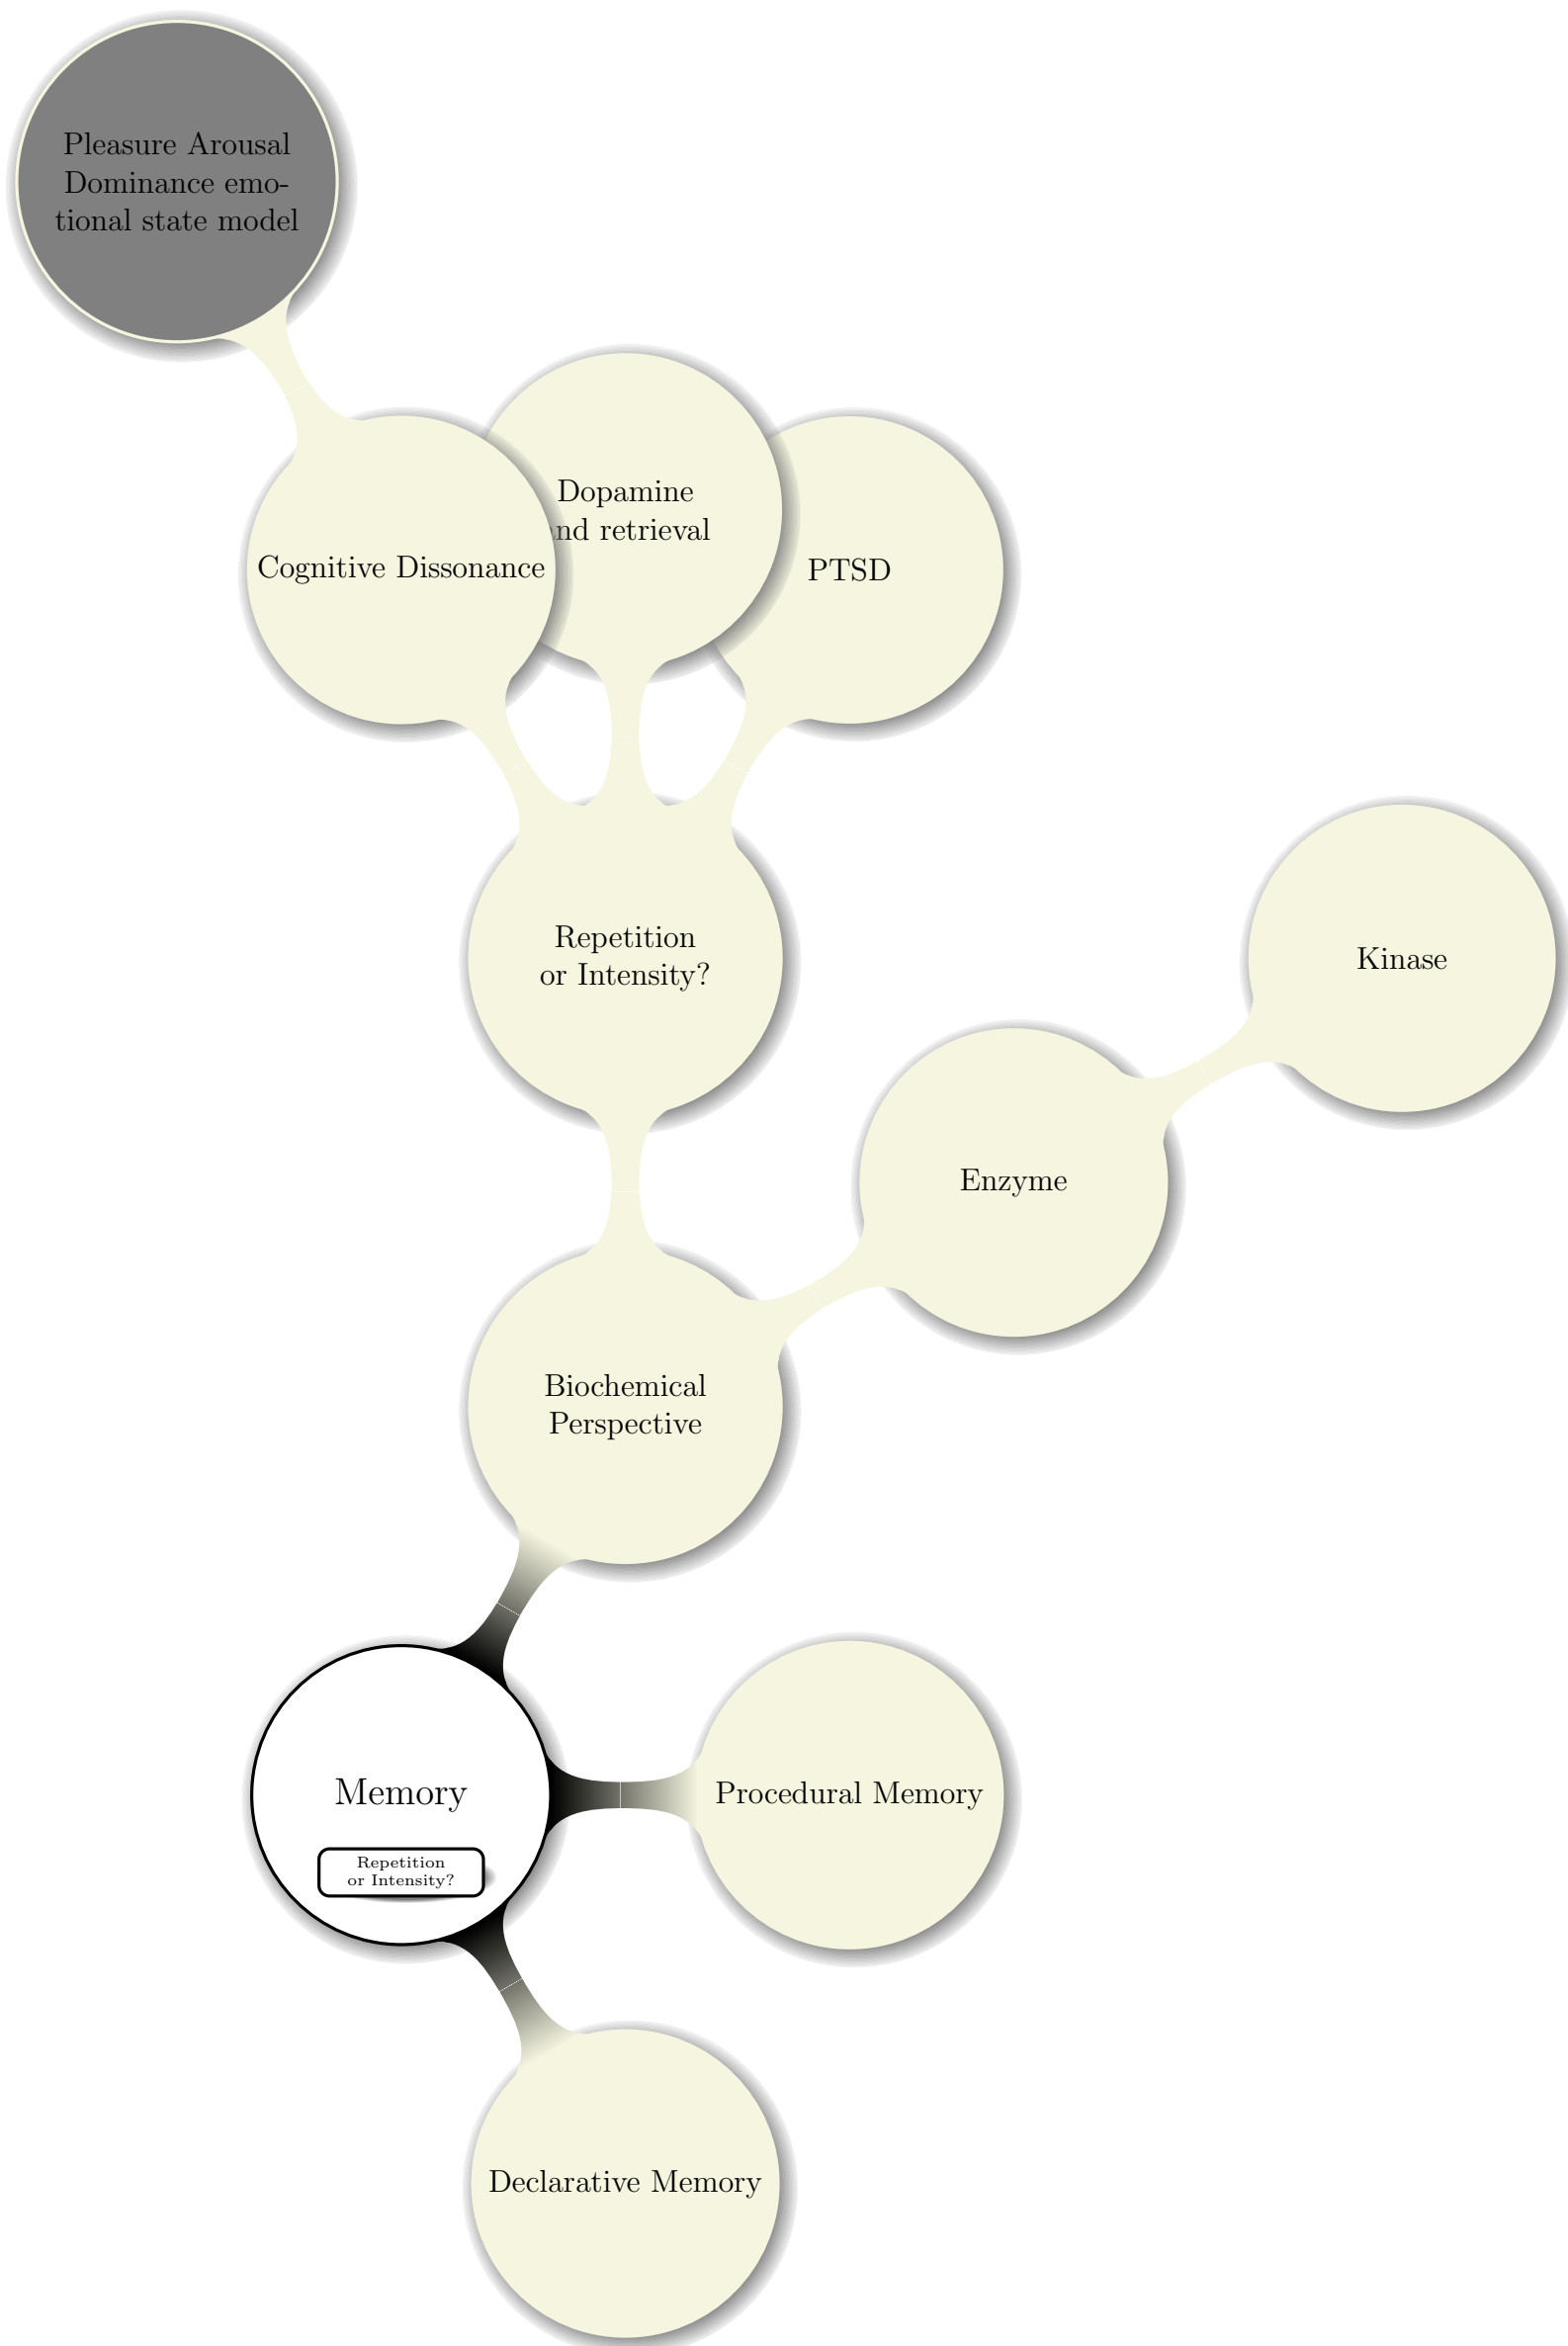 Pleasure Arousal
Dominance emo-
tional state model
Dopamine
nd retrieval
Cognitive Dissonance
PTSD
Repetition
or Intensity?
Kinase
Enzyme
Biochemical
Perspective
Memory
Repetition
or Intensity?
Procedural Memory
Declarative Memory